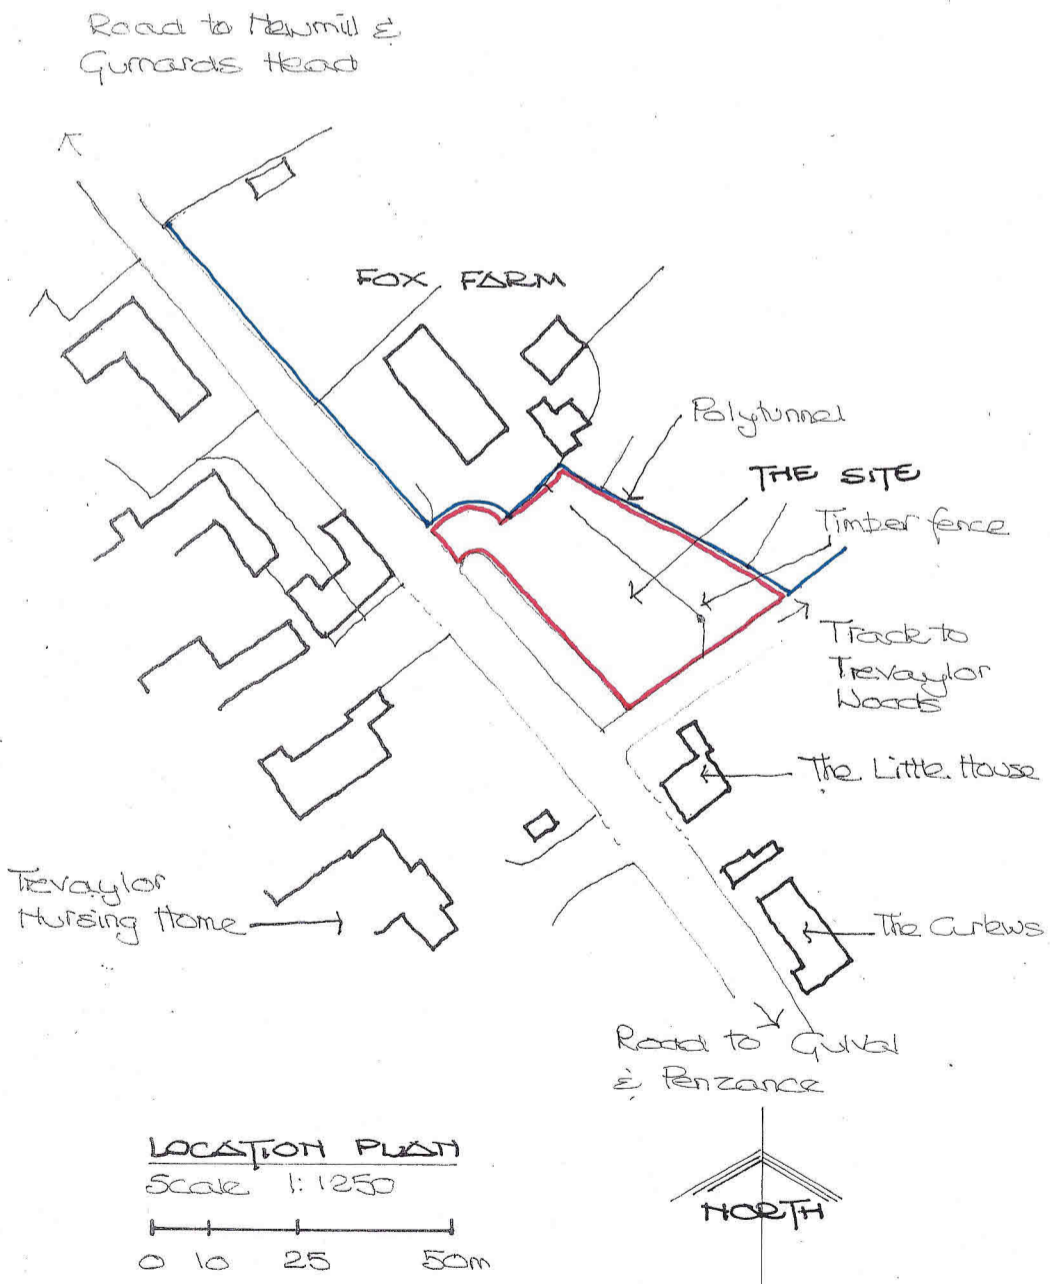 Road to Newmill &
Gurnards Head
FOX FARM
Polytunnel
THE SITE
Timber fence
Track to
Trevaylor
Woods
The Little House
Trevaylor
Nursing Home
The Curlews
Road to Gulval
& Penzance
LOCATION PLAN
Scale 1:1250
0 10 25 50m
NORTH